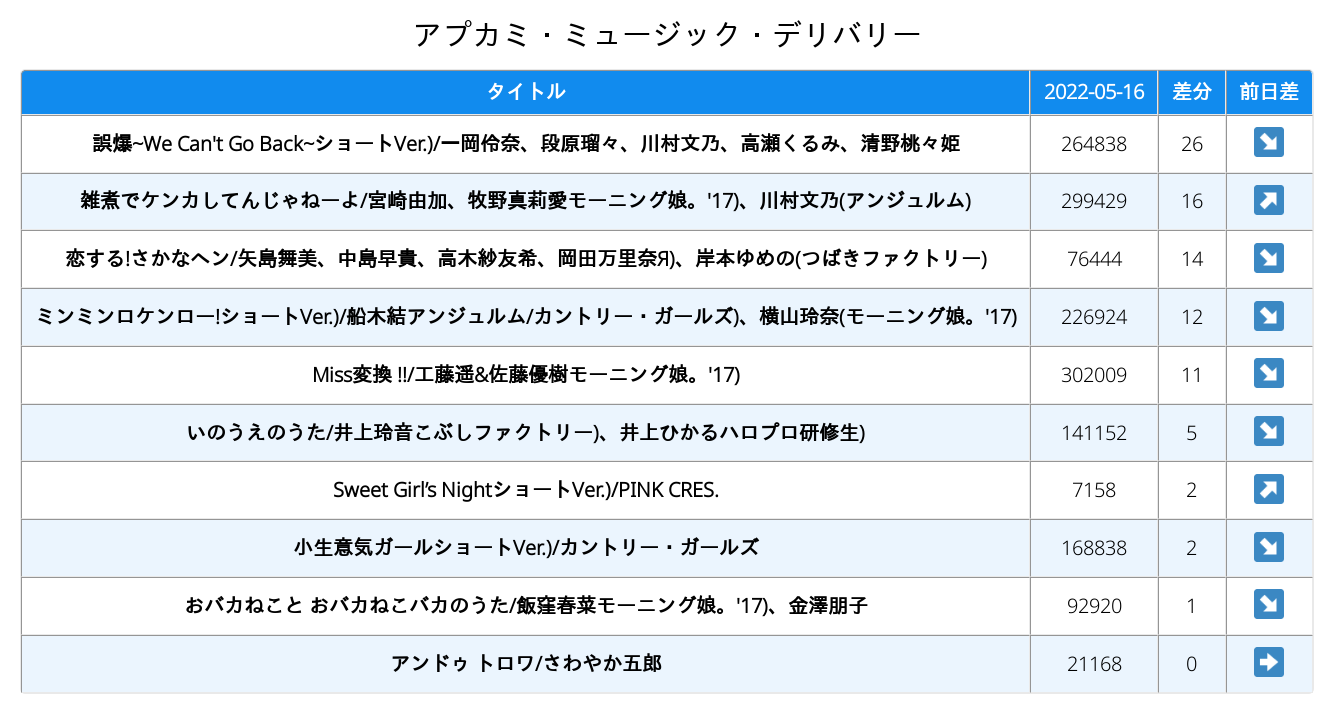 アプカミ・ミュージック・デリバリー
タイトル 2022-05-16 差分 前日差
誤爆~We Can't Go Back~ショートVer.)/一岡伶奈、段原瑠々、川村文乃、高瀬くるみ、清野桃々姫 264838 26
雑煮でケンカしてんじゃねーよ/宮崎由加、牧野真莉愛モーニング娘。'17)、川村文乃(アンジュルム) 299429 16
恋する!さかなヘン/矢島舞美、中島早貴、高木紗友希、岡田万里奈Я)、岸本ゆめの(つばきファクトリー) 76444 14
ミンミンロケンロー!ショートVer.)/船木結アンジュルム/カントリー・ガールズ)、横山玲奈(モーニング娘。'17) 226924 12
Miss変換 !!/工藤遥&佐藤優樹モーニング娘。'17) 302009 11
いのうえのうた/井上玲音こぶしファクトリー)、井上ひかるハロプロ研修生) 141152 5
Sweet Girl’s NightショートVer.)/PINK CRES. 7158 2
小生意気ガールショートVer.)/カントリー・ガールズ 168838 2
おバカねこと おバカねこバカのうた/飯窪春菜モーニング娘。'17)、金澤朋子 92920 1
アンドゥ トロワ/さわやか五郎 21168 0